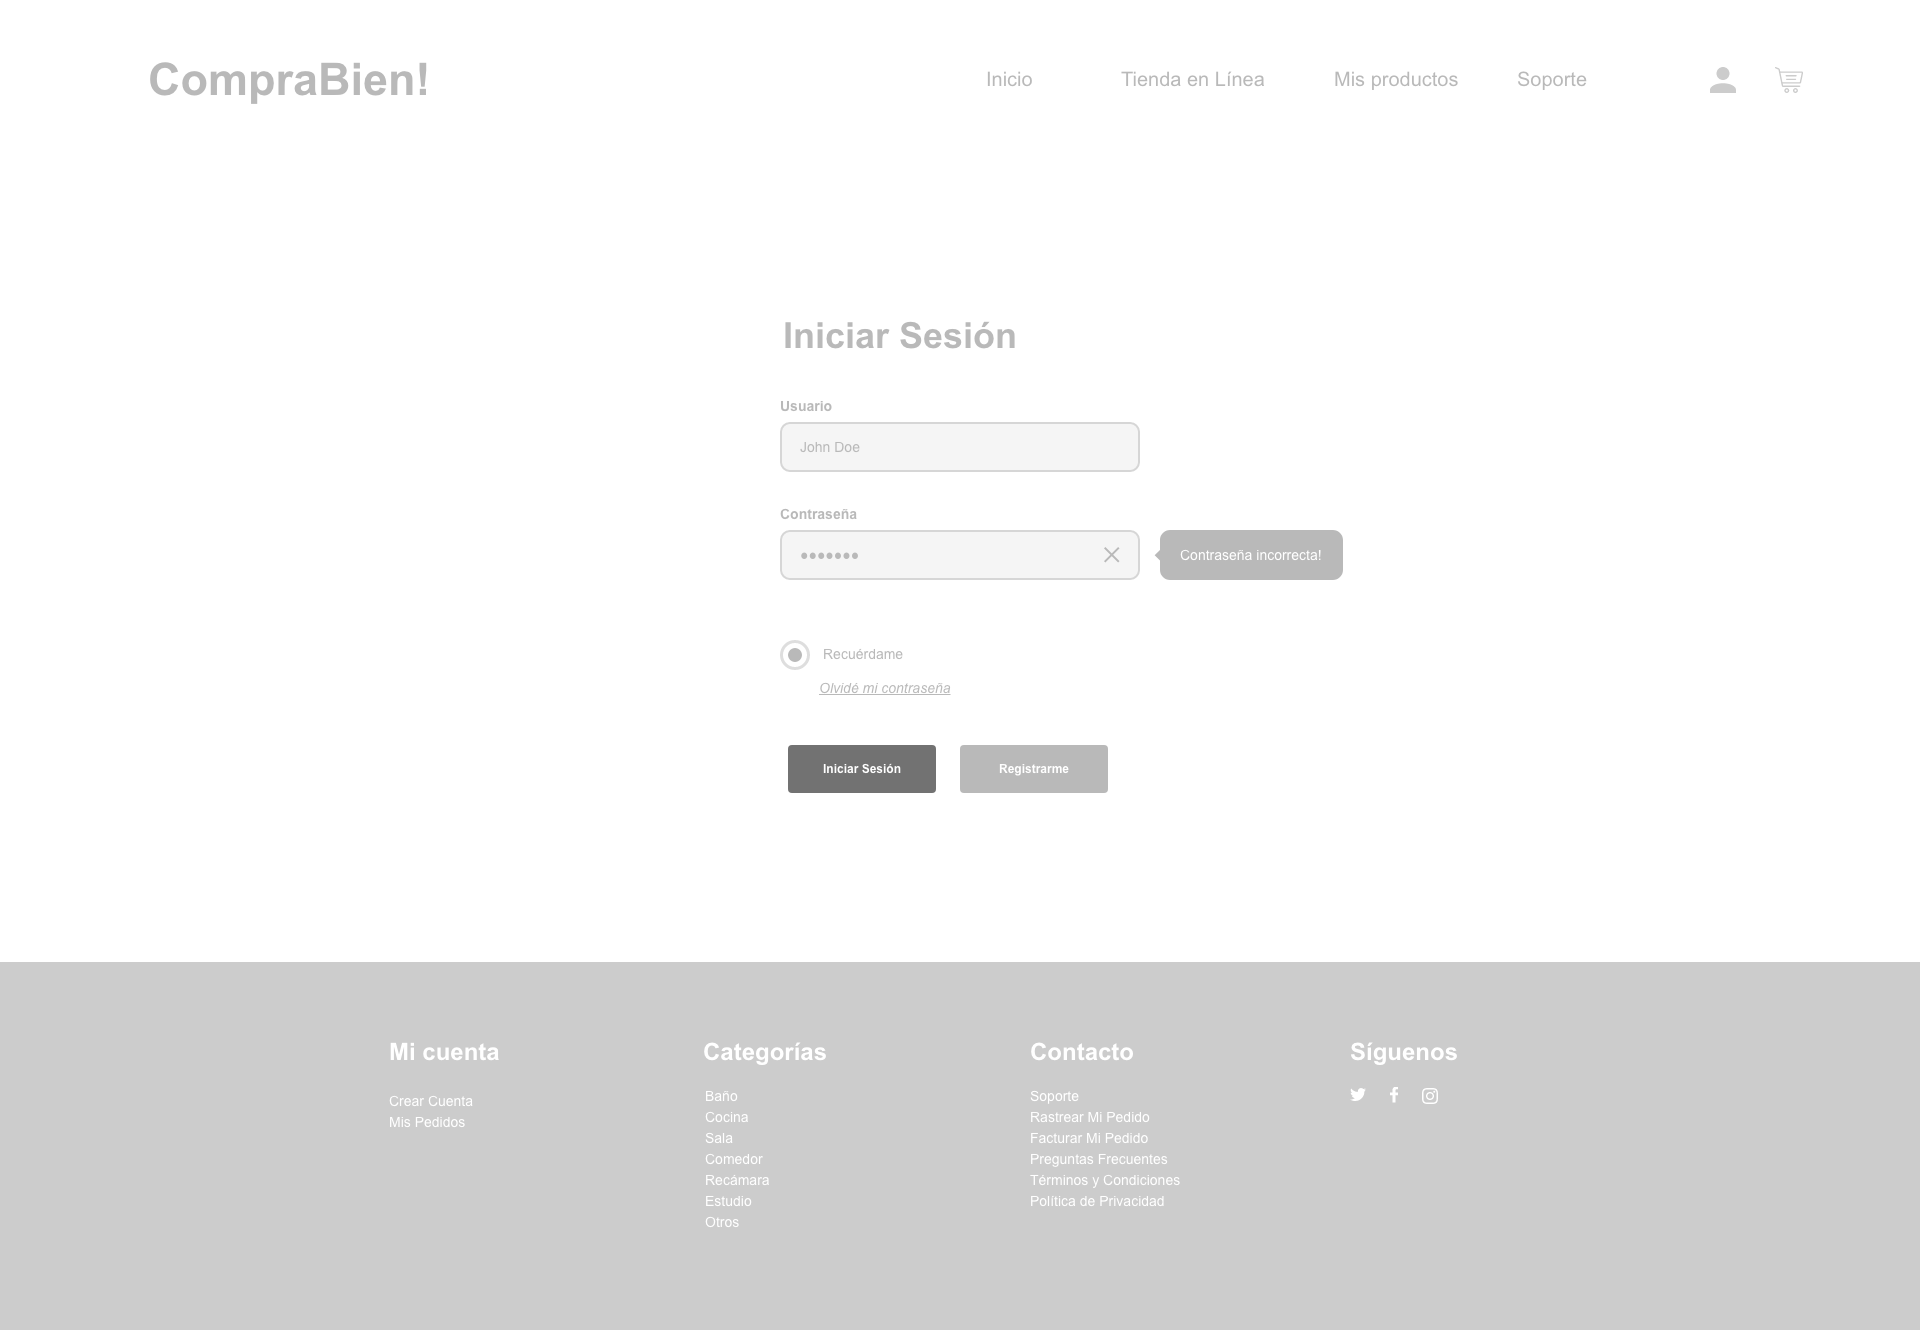 CompraBien!
Inicio
Tienda en Línea
Mis productos
Soporte
Iniciar Sesión
Usuario
John Doe
Contraseña
•••••••
Contraseña incorrecta!
Recuérdame
Olvidé mi contraseña
Iniciar Sesión
Registrarme
Mi cuenta
Crear Cuenta
Mis Pedidos
Categorías
Baño
Cocina
Sala
Comedor
Recámara
Estudio
Otros
Contacto
Soporte
Rastrear Mi Pedido
Facturar Mi Pedido
Preguntas Frecuentes
Términos y Condiciones
Política de Privacidad
Síguenos